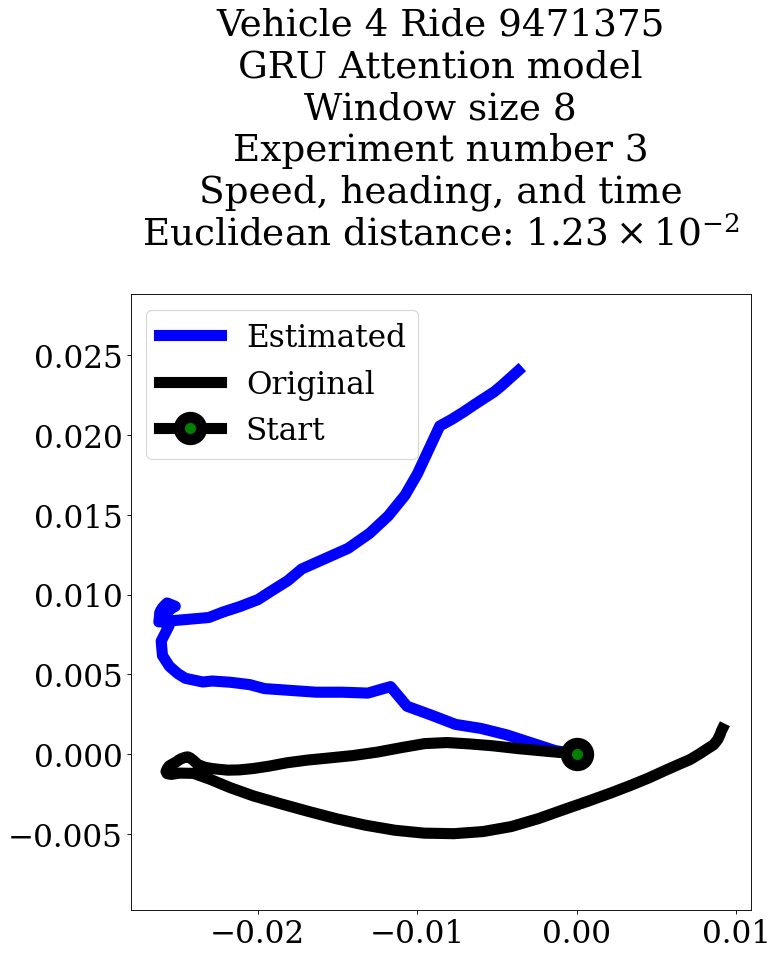 Vehicle 4 Ride 9471375
GRU Attention model
Window size 8
Experiment number 3
Speed, heading, and time
Euclidean distance: 1.23 × 10⁻²
Estimated
Original
Start
0.025
0.020
0.015
0.010
0.005
0.000
−0.005
−0.02
−0.01
0.00
0.01